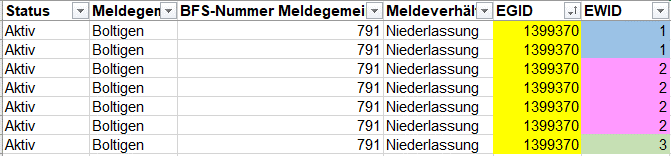 Status Meldegem BFS-Nummer Meldegemei Meldeverhält EGID EWID
Aktiv Boltigen 791 Niederlassung 1399370 1
Aktiv Boltigen 791 Niederlassung 1399370 1
Aktiv Boltigen 791 Niederlassung 1399370 2
Aktiv Boltigen 791 Niederlassung 1399370 2
Aktiv Boltigen 791 Niederlassung 1399370 2
Aktiv Boltigen 791 Niederlassung 1399370 2
Aktiv Boltigen 791 Niederlassung 1399370 3